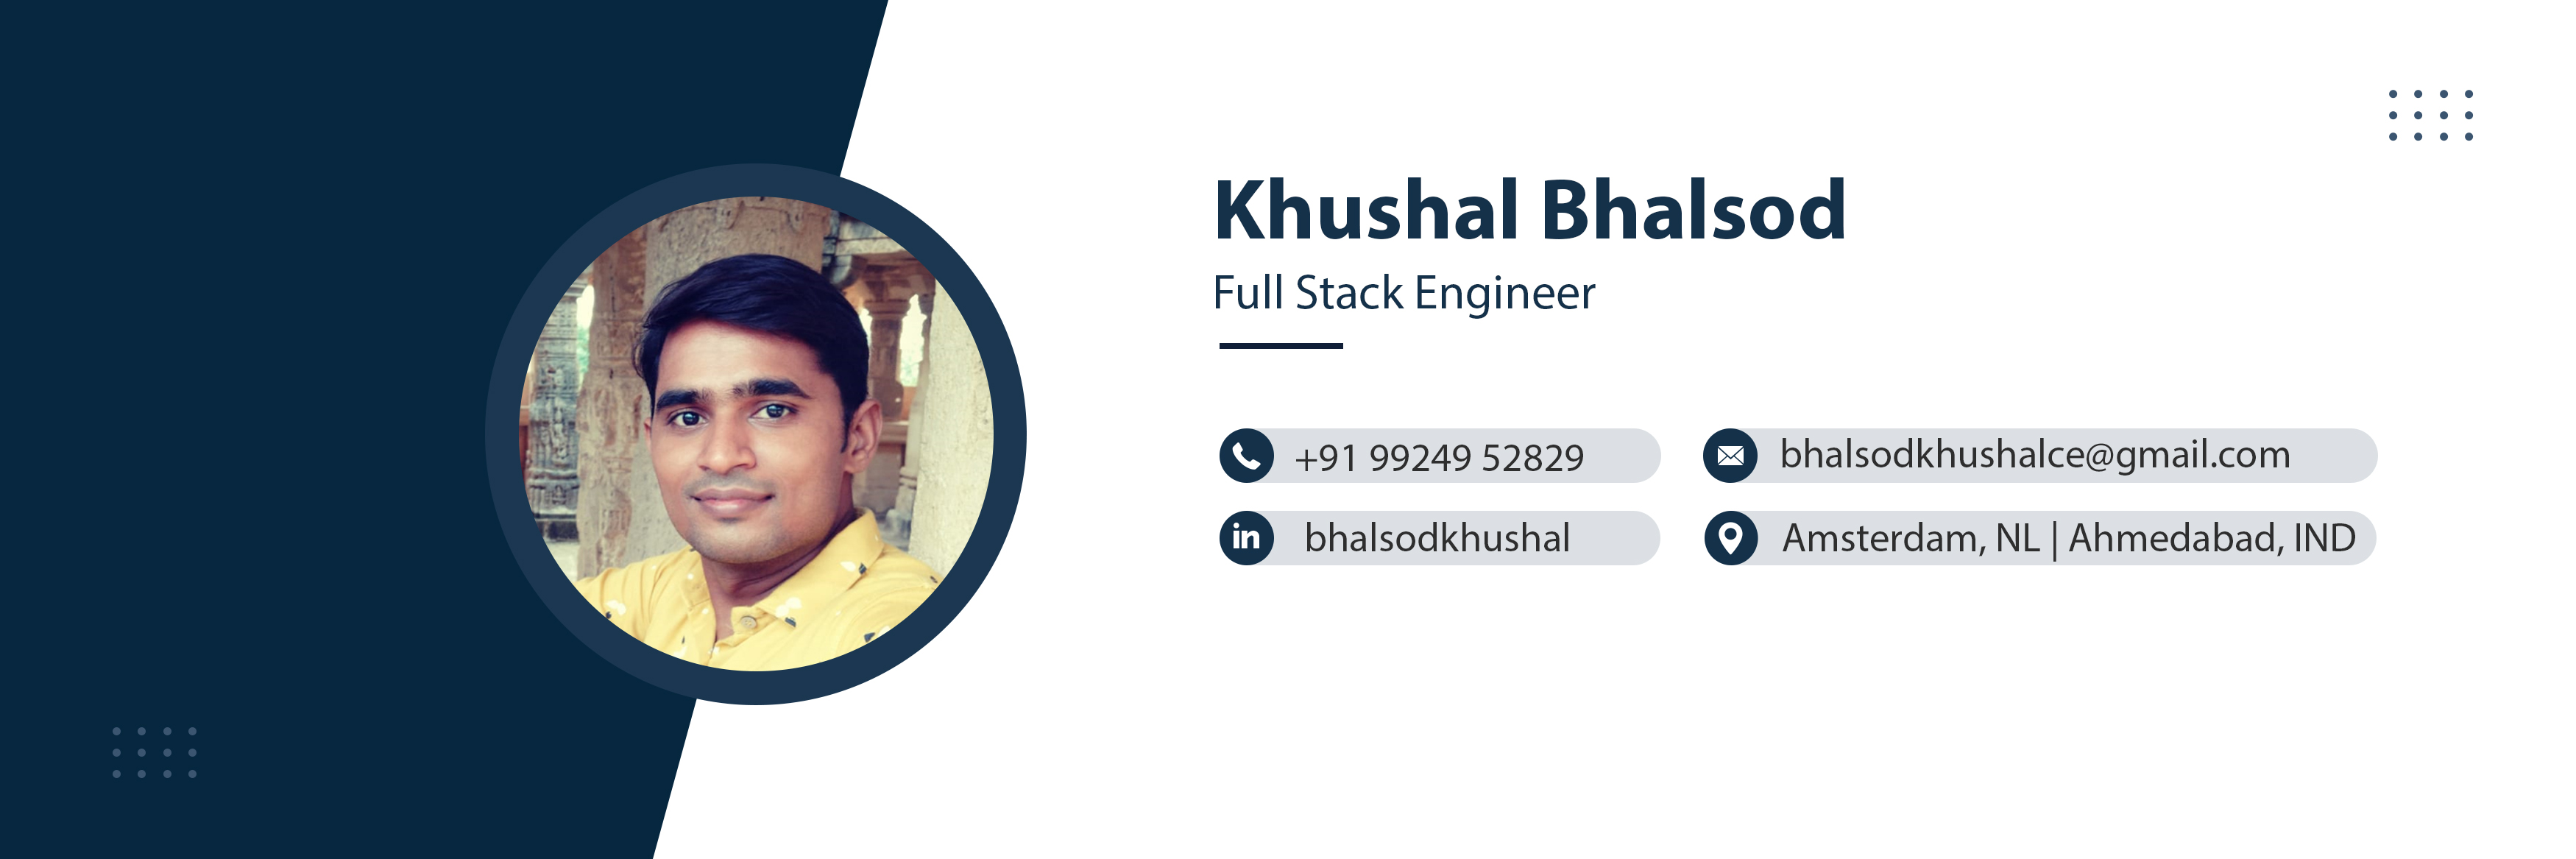 Khushal Bhalsod
Full Stack Engineer
+91 99249 52829
bhalsodkhushalce@gmail.com
in bhalsodkhushal
Amsterdam, NL | Ahmedabad, IND